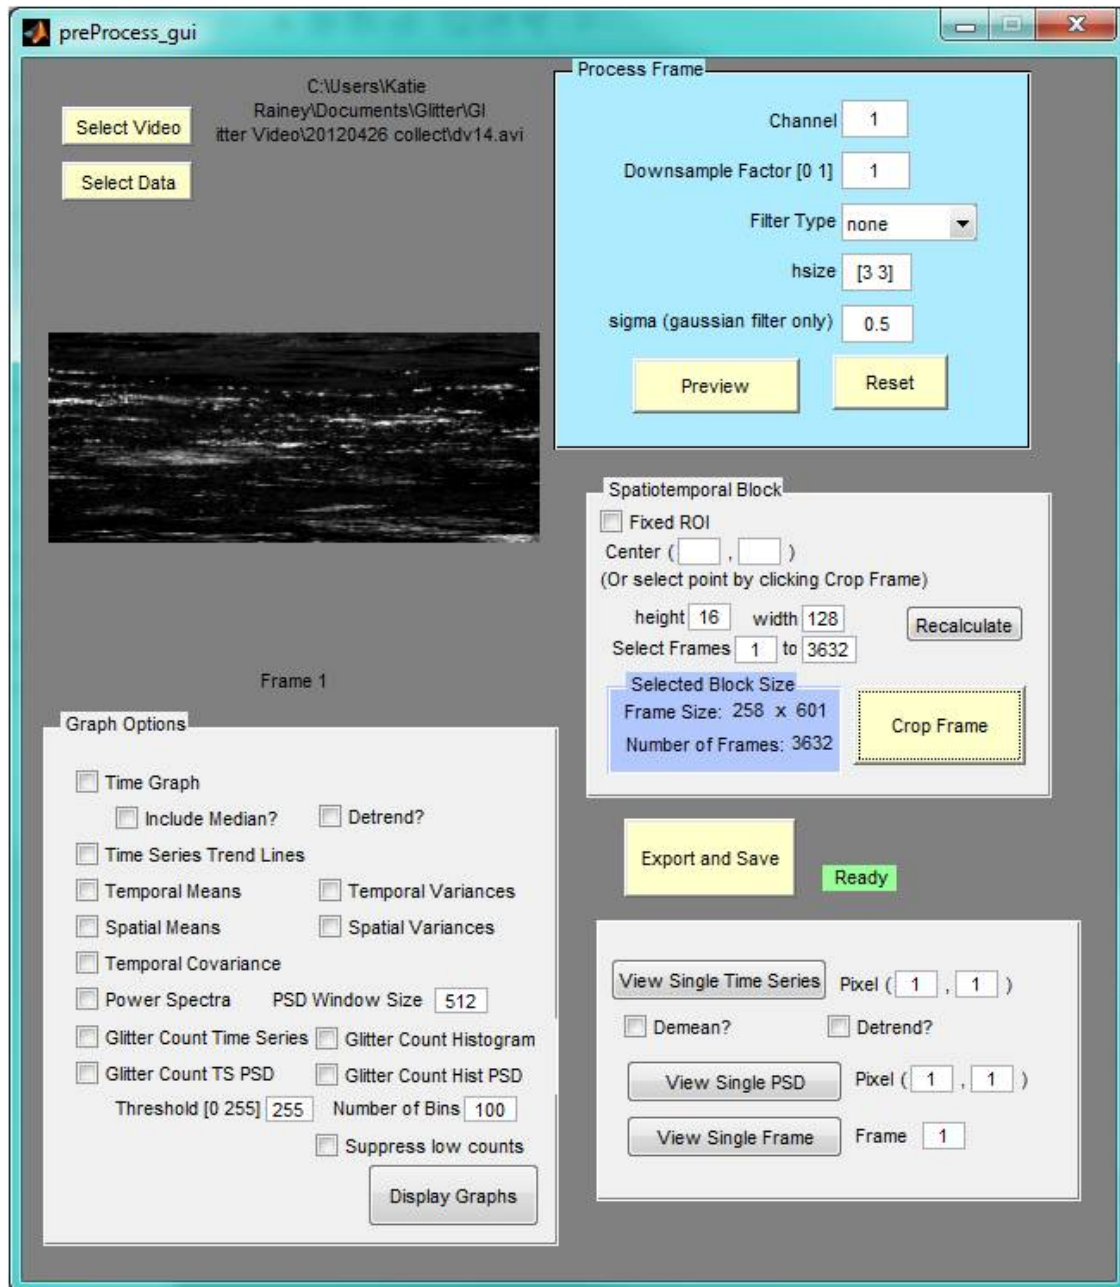 preProcess_gui
Select Video
C:\Users\Katie
Rainey\Documents\Glitter\Gl
itter Video\20120426 collect\dv14.avi
Select Data
Process Frame
Channel 1
Downsample Factor [0 1] 1
Filter Type none
hsize [3 3]
sigma (gaussian filter only) 0.5
Preview Reset
Spatiotemporal Block
Fixed ROI
Center ( , )
(Or select point by clicking Crop Frame)
height 16 width 128
Recalculate
Select Frames 1 to 3632
Selected Block Size
Frame Size: 258 x 601
Number of Frames: 3632
Crop Frame
Frame 1
Graph Options
Time Graph
Include Median? Detrend?
Time Series Trend Lines
Temporal Means Temporal Variances
Spatial Means Spatial Variances
Temporal Covariance
Power Spectra PSD Window Size 512
Glitter Count Time Series Glitter Count Histogram
Glitter Count TS PSD Glitter Count Hist PSD
Threshold [0 255] 255 Number of Bins 100
Suppress low counts
Display Graphs
Export and Save
Ready
View Single Time Series Pixel ( 1 , 1 )
Demean? Detrend?
View Single PSD Pixel ( 1 , 1 )
View Single Frame Frame 1